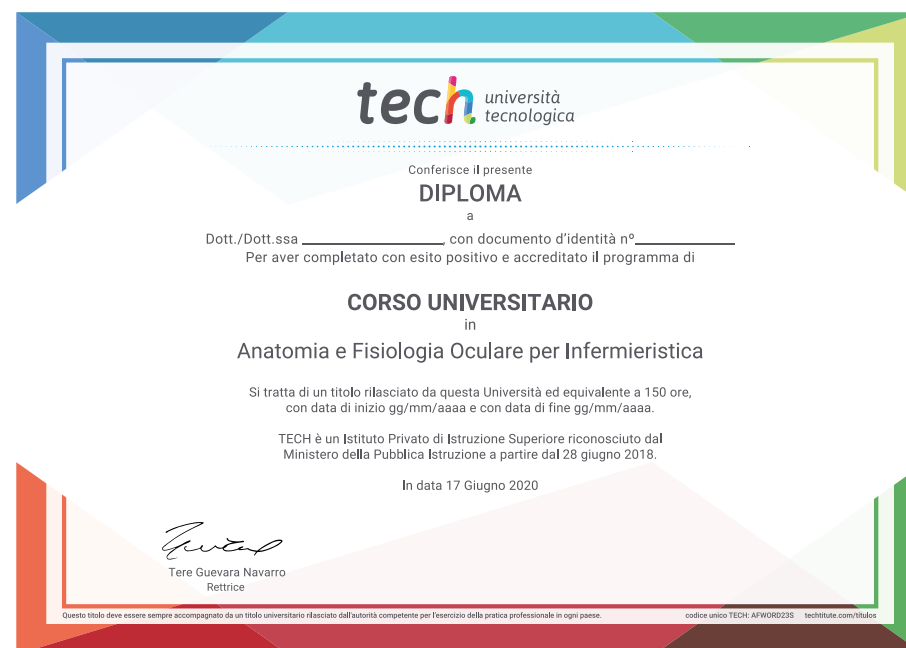 tech università
tecnologica
Conferisce il presente
DIPLOMA
a
Dott./Dott.ssa ________________, con documento d'identità nº____________
Per aver completato con esito positivo e accreditato il programma di
CORSO UNIVERSITARIO
in
Anatomia e Fisiologia Oculare per Infermieristica
Si tratta di un titolo rilasciato da questa Università ed equivalente a 150 ore,
con data di inizio gg/mm/aaaa e con data di fine gg/mm/aaaa.
TECH è un Istituto Privato di Istruzione Superiore riconosciuto dal
Ministero della Pubblica Istruzione a partire dal 28 giugno 2018.
In data 17 Giugno 2020
Tere Guevara Navarro
Rettrice
Questo titolo deve essere sempre accompagnato da un titolo universitario rilasciato dall'autorità competente per l'esercizio della pratica professionale in ogni paese. codice unico TECH: AFWORD23S techtitute.com/titulos